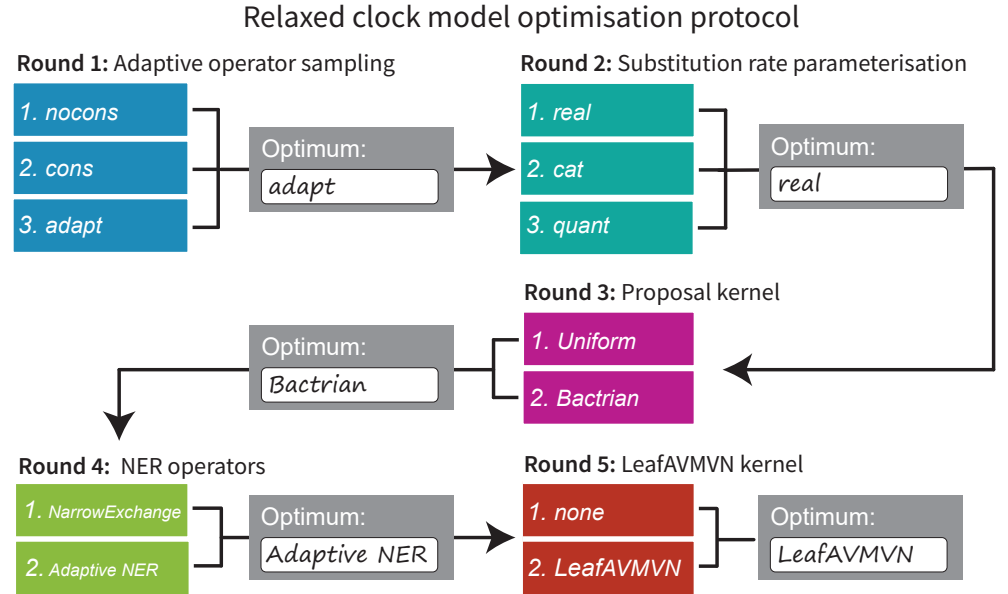 Relaxed clock model optimisation protocol
Round 1: Adaptive operator sampling
1. nocons
2. cons
3. adapt
Optimum:
adapt
Round 2: Substitution rate parameterisation
1. real
2. cat
3. quant
Optimum:
real
Round 3: Proposal kernel
1. Uniform
2. Bactrian
Optimum:
Bactrian
Round 4: NER operators
1. NarrowExchange
2. Adaptive NER
Optimum:
Adaptive NER
Round 5: LeafAVMVN kernel
1. none
2. LeafAVMVN
Optimum:
LeafAVMVN